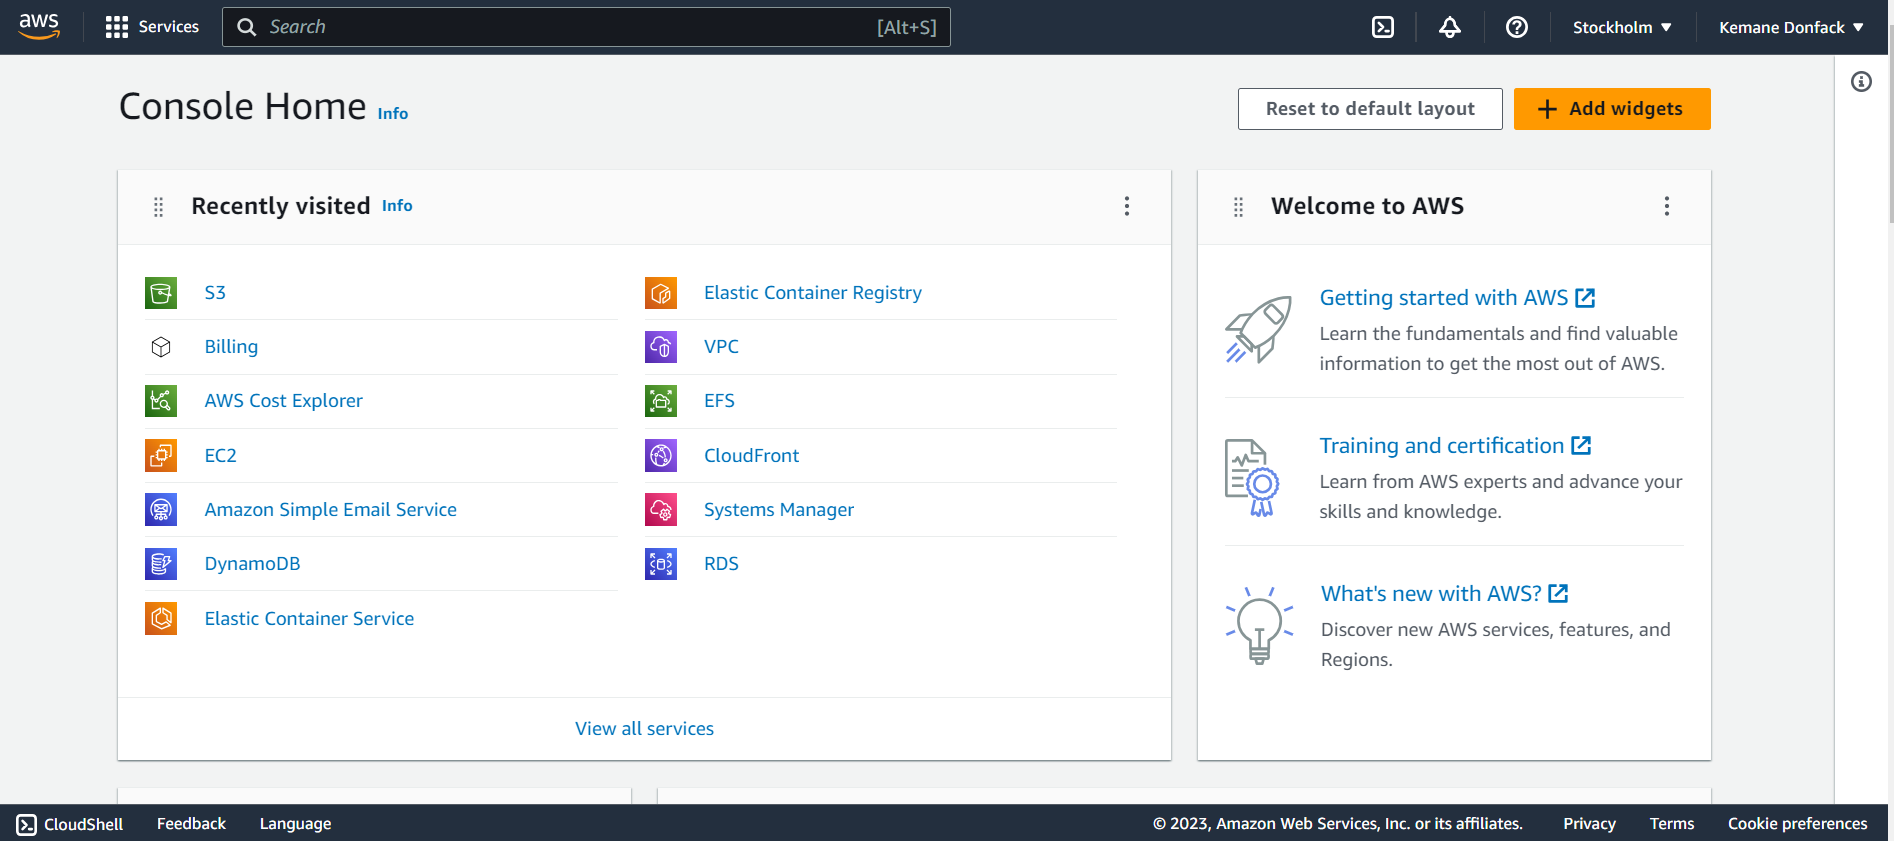 aws
Services
Search
[Alt+S]
Stockholm
Kemane Donfack
Console Home
Info
Reset to default layout
Add widgets
Recently visited
Info
S3
Billing
AWS Cost Explorer
EC2
Amazon Simple Email Service
DynamoDB
Elastic Container Service
Elastic Container Registry
VPC
EFS
CloudFront
Systems Manager
RDS
View all services
Welcome to AWS
Getting started with AWS
Learn the fundamentals and find valuable
information to get the most out of AWS.
Training and certification
Learn from AWS experts and advance your
skills and knowledge.
What's new with AWS?
Discover new AWS services, features, and
Regions.
CloudShell
Feedback
Language
© 2023, Amazon Web Services, Inc. or its affiliates.
Privacy
Terms
Cookie preferences